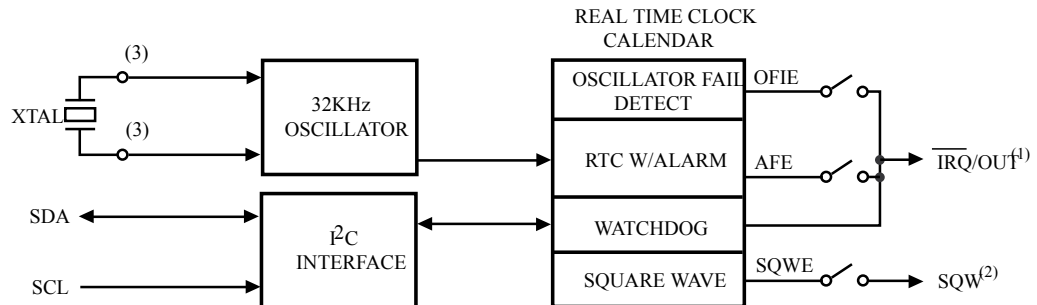 REAL TIME CLOCK
CALENDAR
(3)
XTAL
(3)
32KHz
OSCILLATOR
OSCILLATOR FAIL
DETECT
OFIE
RTC W/ALARM
AFE
IRQ/OUT(1)
SDA
SCL
I2C
INTERFACE
WATCHDOG
SQUARE WAVE
SQWE
SQW(2)